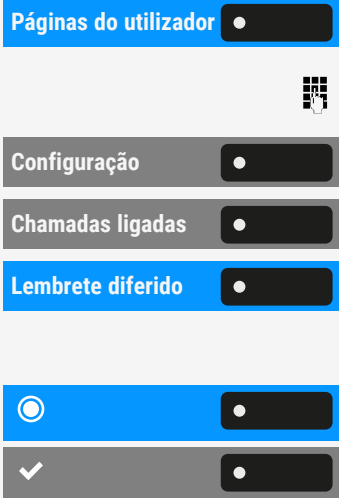 Páginas do utilizador
Configuração
Chamadas ligadas
Lembrete diferido